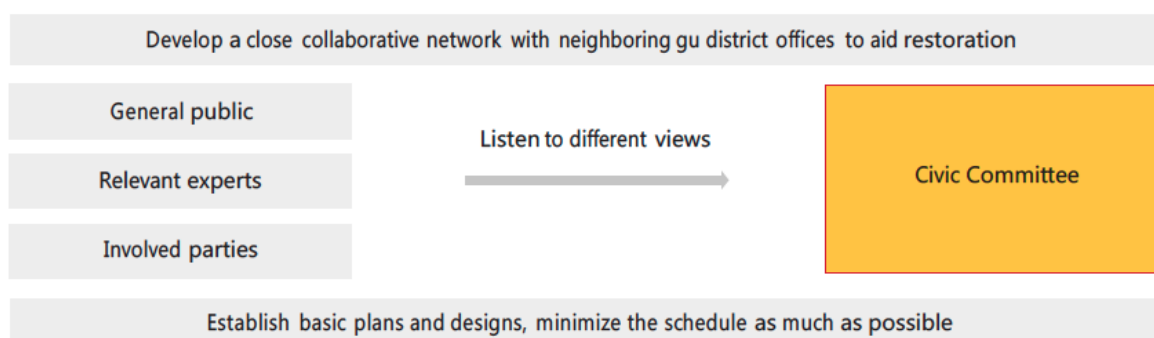 Develop a close collaborative network with neighboring gu district offices to aid restoration
General public
Relevant experts
Involved parties
Listen to different views
Civic Committee
Establish basic plans and designs, minimize the schedule as much as possible